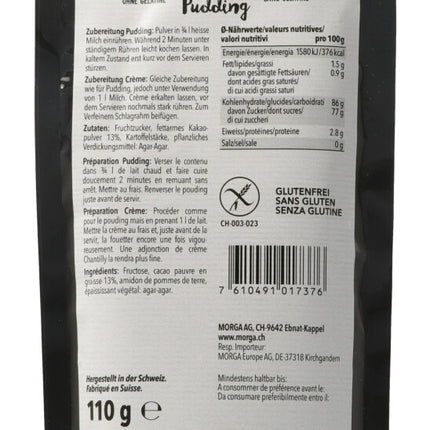 OHNE GELATINE
Pudding
Zubereitung Pudding: Pulver in ¾ l heisse
Milch einrühren. Während 2 Minuten unter
ständigem Rühren leicht kochen lassen. In
kaltem Zustand erst kurz vor dem Servieren
stürzen.
Zubereitung Crème: Gleiche Zubereitung
wie für Pudding, jedoch unter Verwendung
von 1 l Milch. Crème erkalten lassen, vor
dem Servieren nochmals stark rühren. Zum
Verfeinern Schlagrahm beigeben.
Zutaten: Fruchtzucker, fettarmes Kakao-
pulver 13%, Kartoffelstärke, pflanzliches
Verdickungsmittel: Agar-Agar.
Préparation Pudding: Verser le contenu
dans ¾ l de lait chaud et faire cuire
doucement 2 minutes en remuant sans
arrêt. Mettre au frais. Renverser le pouding
juste avant de servir.
Préparation Crème: Procéder comme
pour le pouding mais en prenant 1 l de lait.
Mettre la crème au frais et, juste avant de
servir, la fouetter encore une fois vigou-
reusement. Une adjonction de crème
Chantilly la rendra plus fine.
Ingrédients: Fructose, cacao pauvre en
graisse 13%, amidon de pommes de terre,
épaississant végétal: agar-agar.
Hergestellt in der Schweiz.
Fabriqué en Suisse.
110 g e
Ø-Nährwerte/valeurs nutritives/
valori nutritivi pro 100g
Energie/énergie/energia 1580 kJ/376 kcal
Fett/lipides/grassi 1.5 g
davon gesättigte Fettsäuren/ 0.9 g
dont acides gras saturés/
di cui acidi grassi saturi
Kohlenhydrate/glucides/carboidrati 86 g
davon Zucker/dont sucres/ 77 g
di cui zuccheri
Eiweiss/protéines/proteine 2.8 g
Salz/sel/sale 0 g
GLUTENFREI
SANS GLUTEN
SENZA GLUTINE
CH-003-023
7 610491 017376
MORGA AG, CH-9642 Ebnat-Kappel
www.morga.ch
Resp. Importeur:
MORGA Europe AG, DE-37318 Kirchgandern
Mindestens haltbar bis:
A consommer de préférence avant le:
Da consumare preferibilmente entro il: